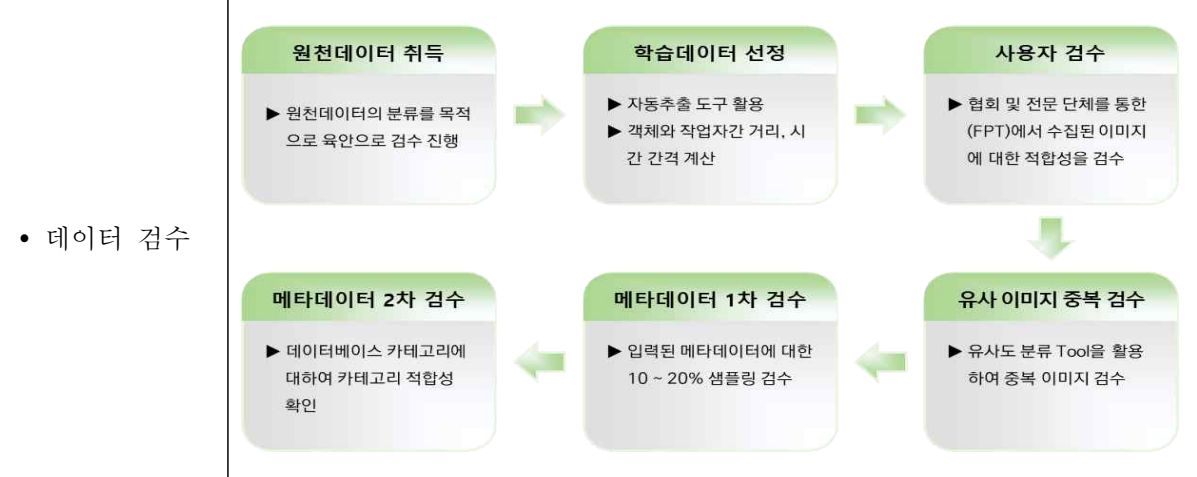 • 데이터 검수
원천데이터 취득
▶ 원천데이터의 분류를 목적
으로 육안으로 검수 진행
학습데이터 선정
▶ 자동추출 도구 활용
▶ 객체와 작업자간 거리, 시
간 간격 계산
사용자 검수
▶ 협회 및 전문 단체를 통한
(FPT)에서 수집된 이미지
에 대한 적합성을 검수
유사 이미지 중복 검수
▶ 유사도 분류 Tool을 활용
하여 중복 이미지 검수
메타데이터 1차 검수
▶ 입력된 메타데이터에 대한
10 ~ 20% 샘플링 검수
메타데이터 2차 검수
▶ 데이터베이스 카테고리에
대하여 카테고리 적합성
확인